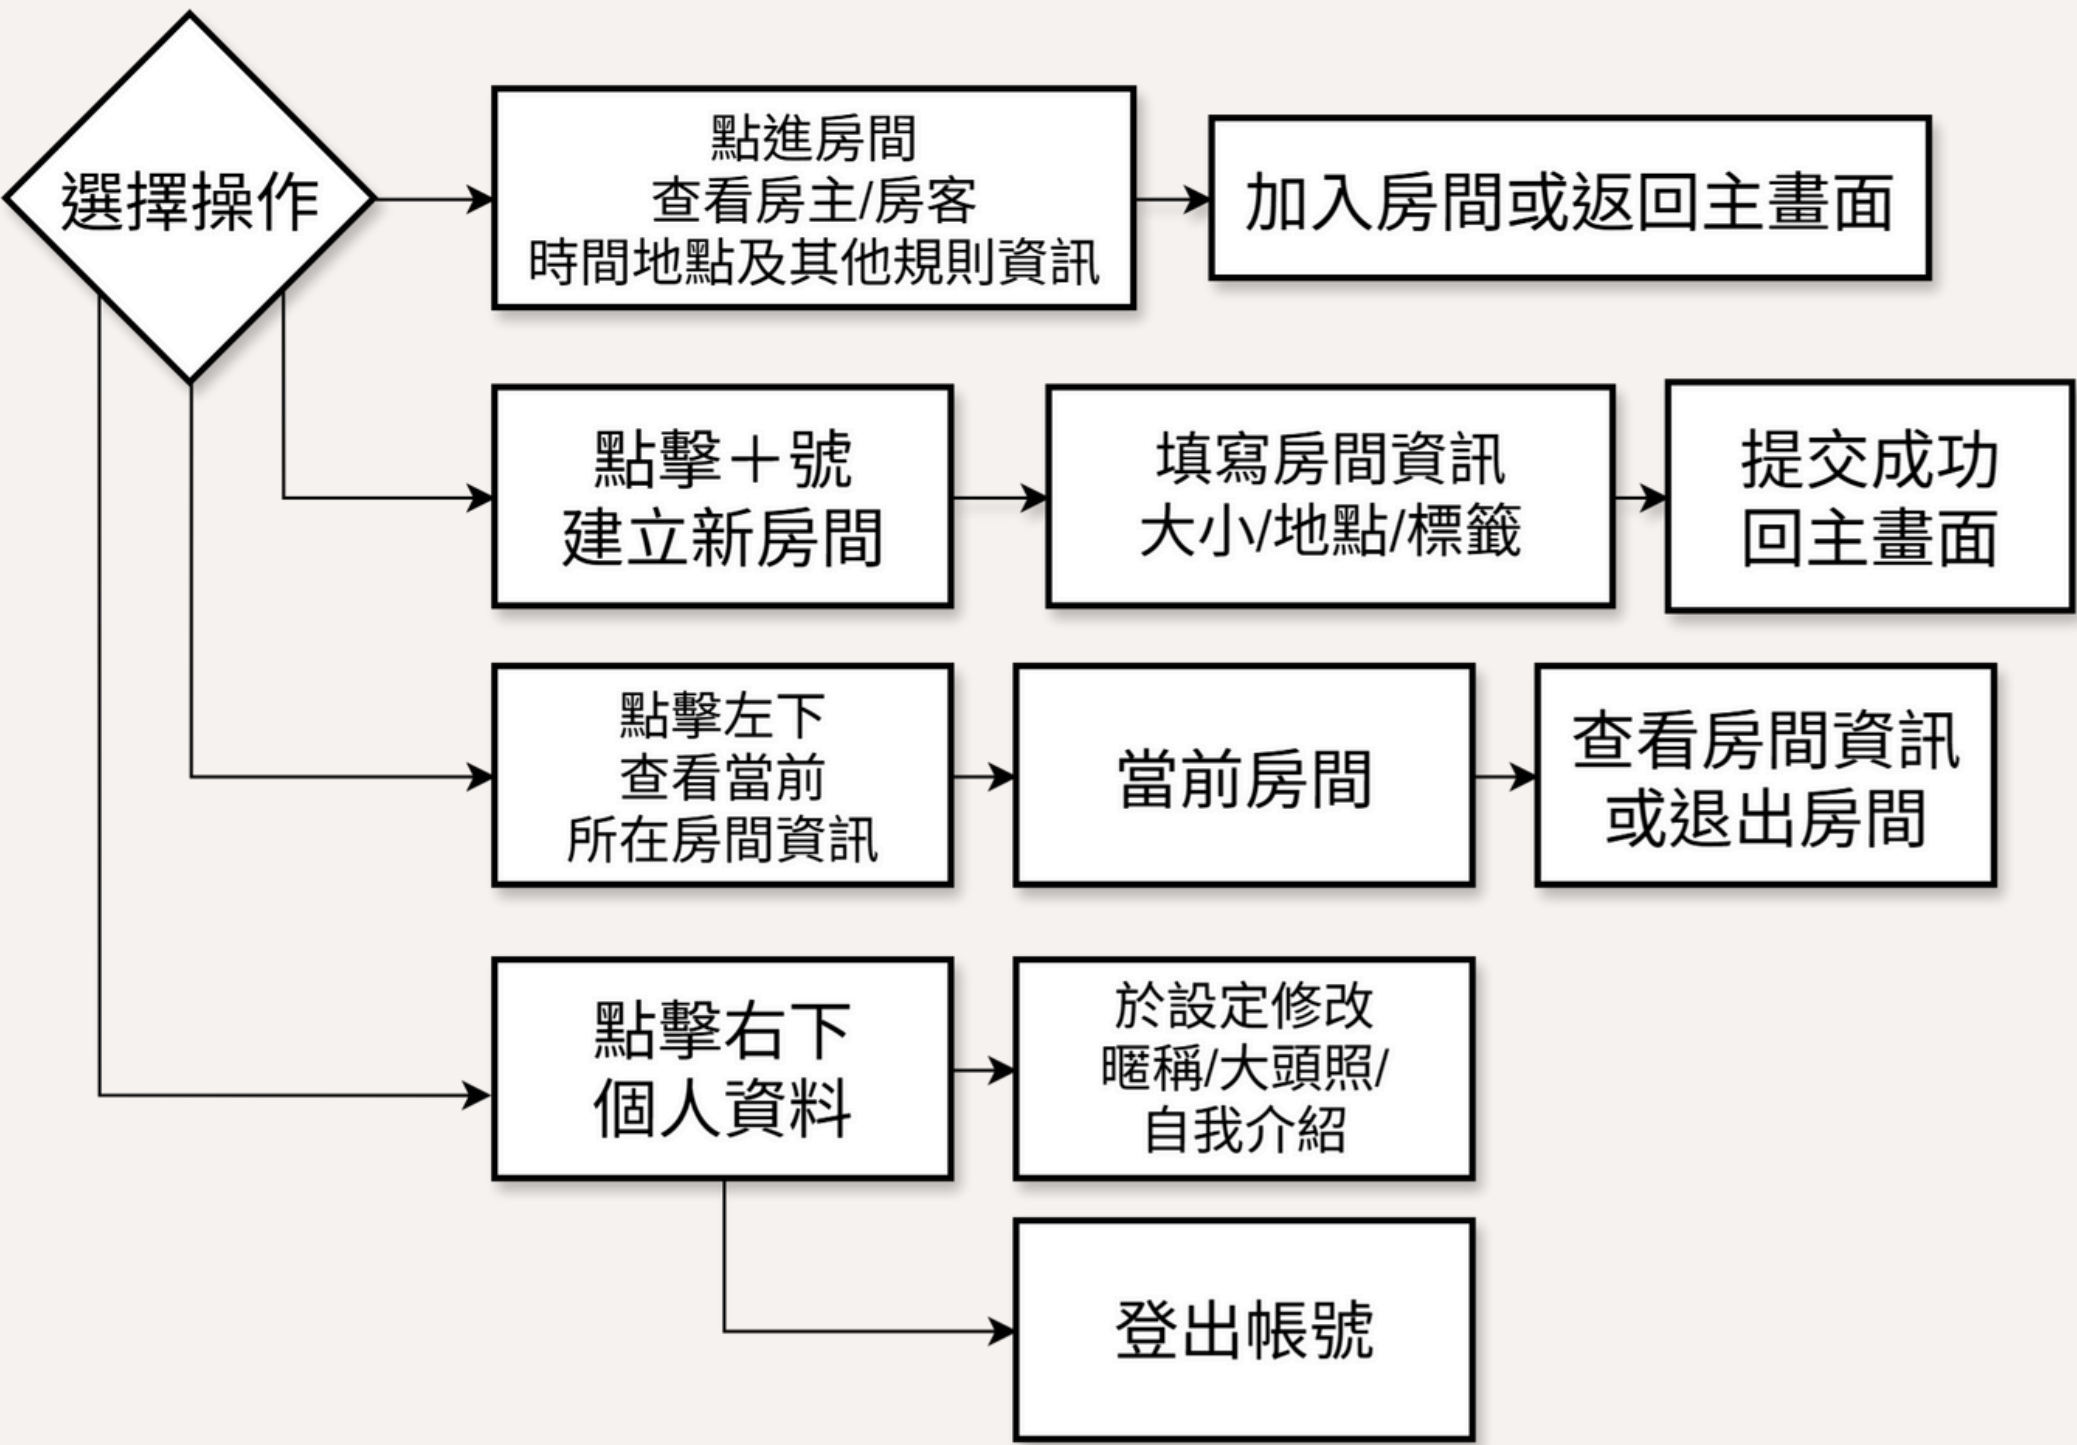 選擇操作
點進房間
查看房主/房客
時間地點及其他規則資訊
加入房間或返回主畫面
點擊＋號
建立新房間
填寫房間資訊
大小/地點/標籤
提交成功
回主畫面
點擊左下
查看當前
所在房間資訊
當前房間
查看房間資訊
或退出房間
點擊右下
個人資料
於設定修改
暱稱/大頭照/
自我介紹
登出帳號